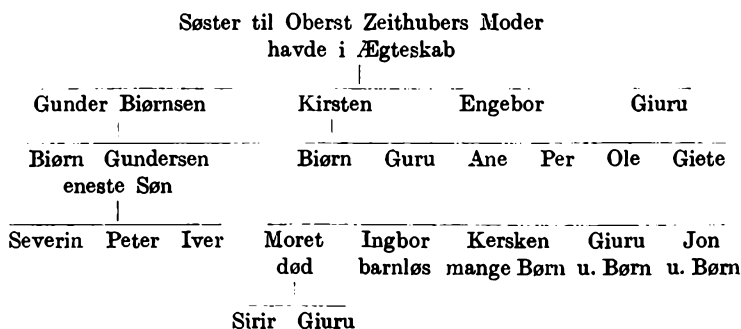 Søster til Oberst Zeithubers Moder
havde i Ægteskab
Gunder Biørnsen Kirsten Engebor Giuru
Biørn Gundersen Biørn Guru Ane Per Ole Giete
eneste Søn
Severin Peter Iver Moret Ingbor Kersken Giuru Jon
død barnløs mange Børn u. Børn u. Børn
Sirir Giuru